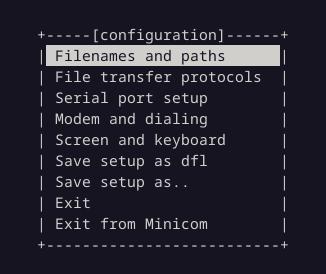 +-----[configuration]------+
| Filenames and paths      |
| File transfer protocols  |
| Serial port setup        |
| Modem and dialing        |
| Screen and keyboard      |
| Save setup as dfl        |
| Save setup as..          |
| Exit                     |
| Exit from Minicom        |
+--------------------------+